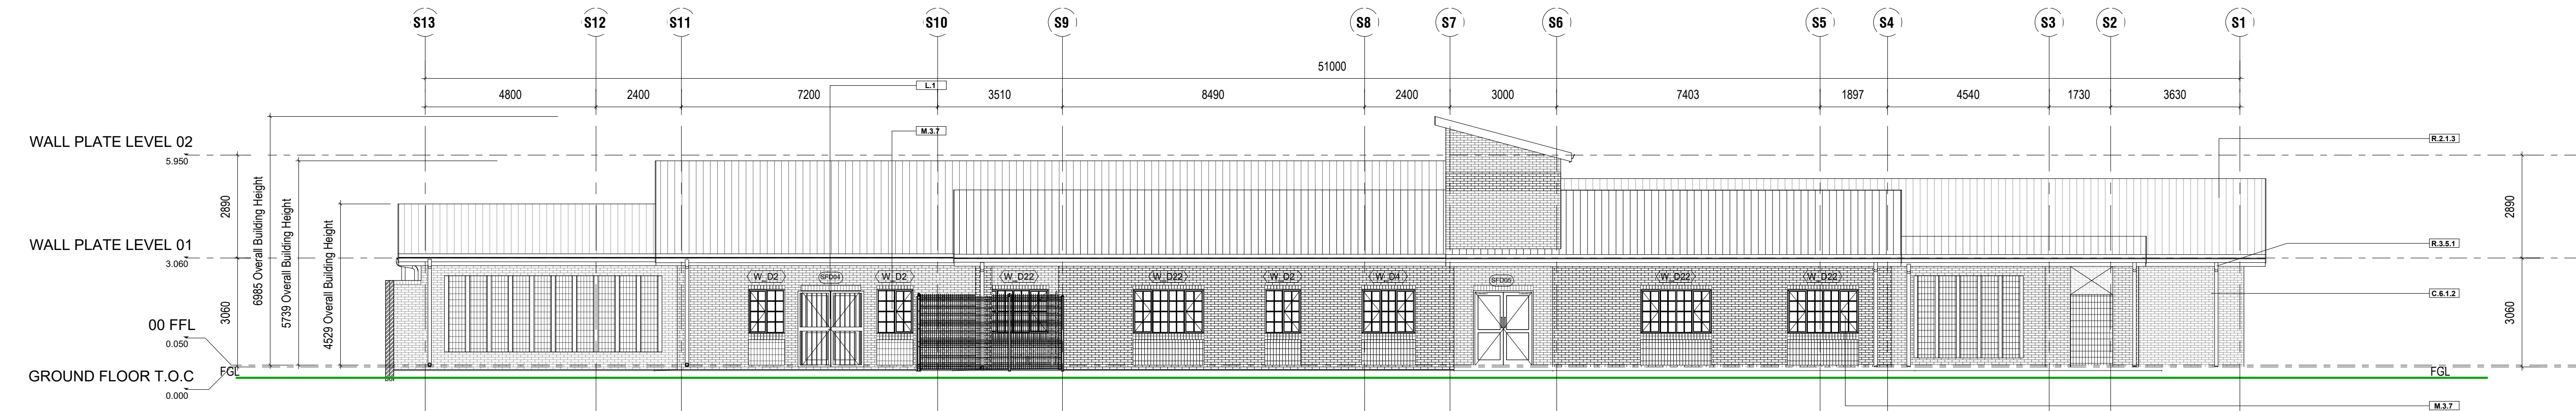 S13 S12 S11 S10 S9 S8 S7 S6 S5 S4 S3 S2 S1
51000
L.1
4800 2400 7200 3510 8490 2400 3000 7403 1897 4540 1730 3630
M.3.7
R.2.1.3
WALL PLATE LEVEL 02
5.950
2890
6985 Overall Building Height
5739 Overall Building Height
4529 Overall Building Height
2890
WALL PLATE LEVEL 01
3.060
R.3.5.1
W_D2 SFD04 W_D2 W_D22 W_D22 W_D2 W_D4 SFD05 W_D22 W_D22
C.6.1.2
3060
3060
00 FFL
0.050
GROUND FLOOR T.O.C
FGL
FGL
0.000
M.3.7